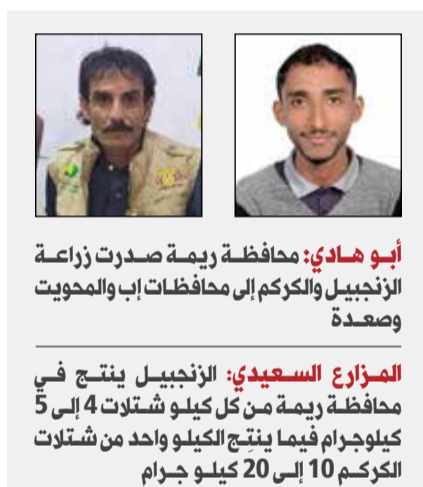 أبو هادي: محافظة ريمة صدرت زراعة
الزنجبيل والكركم إلى محافظات إب والمحويت
وصعدة
المزارع السعيدي: الزنجبيل ينتج في
محافظة ريمة من كل كيلو شتلات 4 إلى 5
كيلوجرام فيما ينتِج الكيلو واحد من شتلات
الكركم 10 إلى 20 كيلو جرام